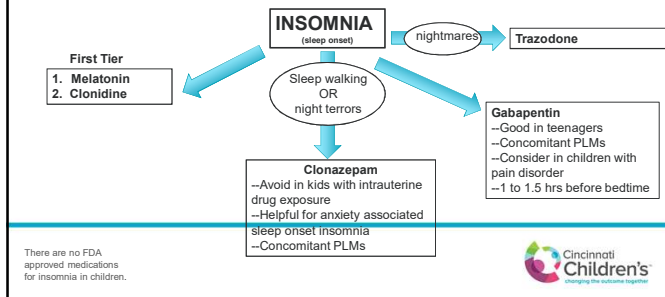 INSOMNIA
(sleep onset)
nightmares
Trazodone
First Tier
1. Melatonin
2. Clonidine
Sleep walking
OR
night terrors
Gabapentin
--Good in teenagers
--Concomitant PLMs
--Consider in children with
pain disorder
--1 to 1.5 hrs before bedtime
Clonazepam
--Avoid in kids with intrauterine
drug exposure
--Helpful for anxiety associated
sleep onset insomnia
--Concomitant PLMs
There are no FDA
approved medications
for insomnia in children.
Cincinnati
Children's™
changing the outcome together